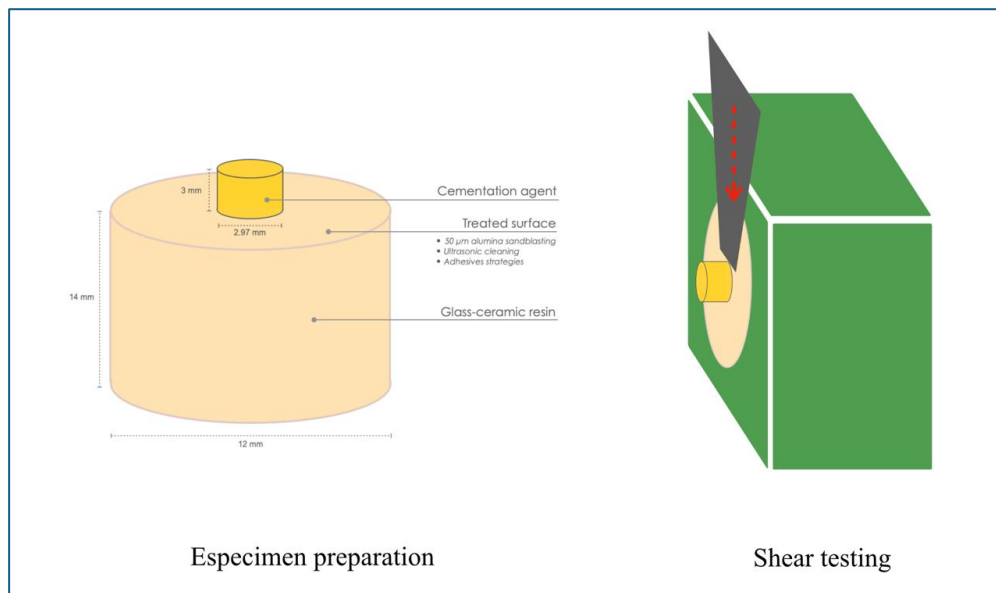 3 mm
2.97 mm
14 mm
12 mm
Cementation agent
Treated surface
• 50 µm alumina sandblasting
• Ultrasonic cleaning
• Adhesives strategies
Glass-ceramic resin
Especimen preparation
Shear testing